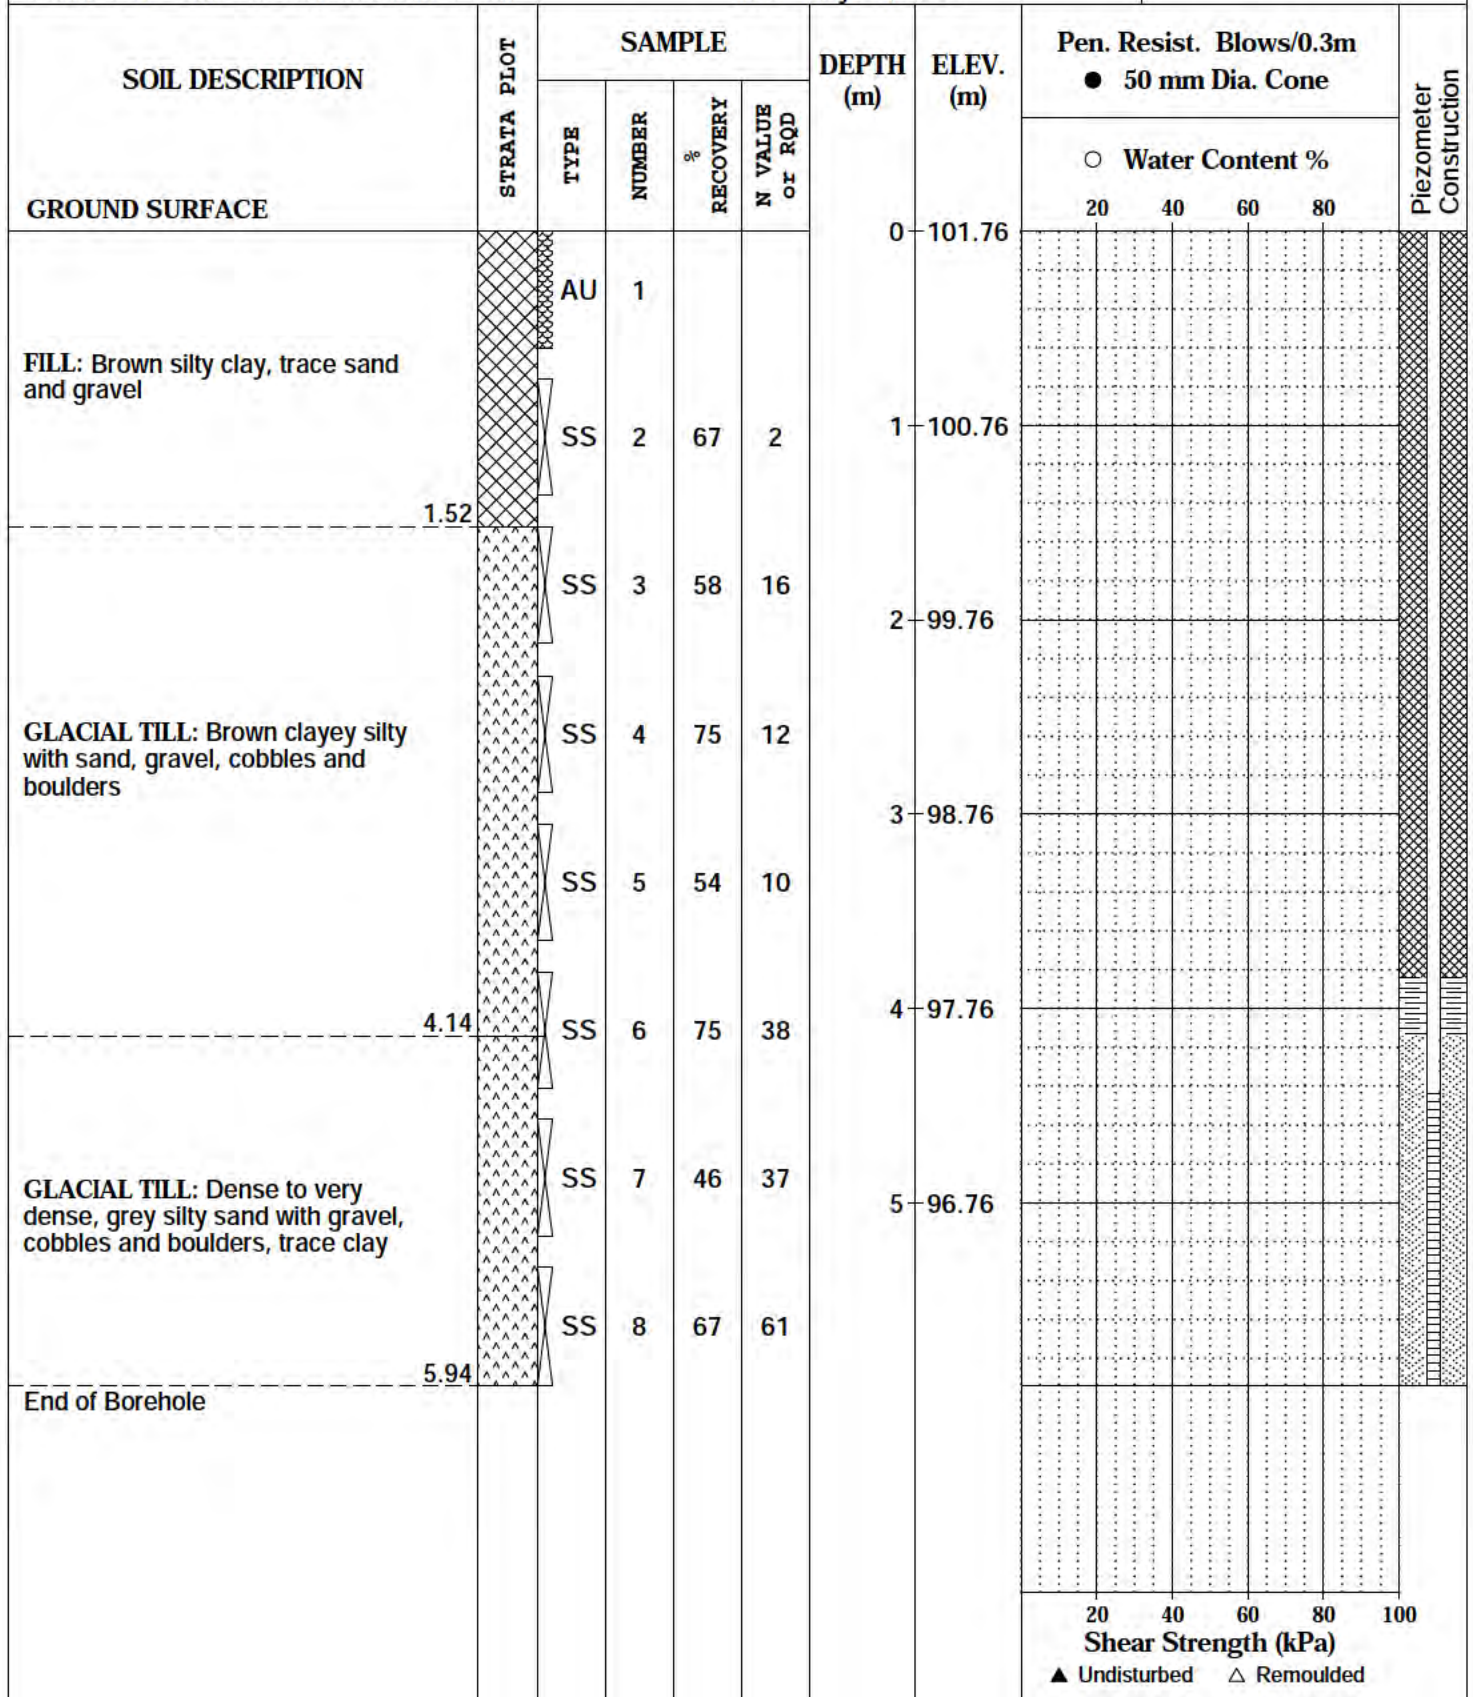 SOIL DESCRIPTION
GROUND SURFACE
STRATA PLOT
SAMPLE
TYPE
NUMBER
% RECOVERY
N VALUE or RQD
DEPTH
(m)
ELEV.
(m)
Pen. Resist. Blows/0.3m
● 50 mm Dia. Cone
○ Water Content %
20 40 60 80
Piezometer
Construction
0 101.76
AU 1
FILL: Brown silty clay, trace sand
and gravel
1 100.76
SS 2 67 2
1.52
SS 3 58 16
2 99.76
GLACIAL TILL: Brown clayey silty
with sand, gravel, cobbles and
boulders
SS 4 75 12
3 98.76
SS 5 54 10
4 97.76
4.14
SS 6 75 38
GLACIAL TILL: Dense to very
dense, grey silty sand with gravel,
cobbles and boulders, trace clay
SS 7 46 37
5 96.76
SS 8 67 61
5.94
End of Borehole
20 40 60 80 100
Shear Strength (kPa)
▲ Undisturbed △ Remoulded